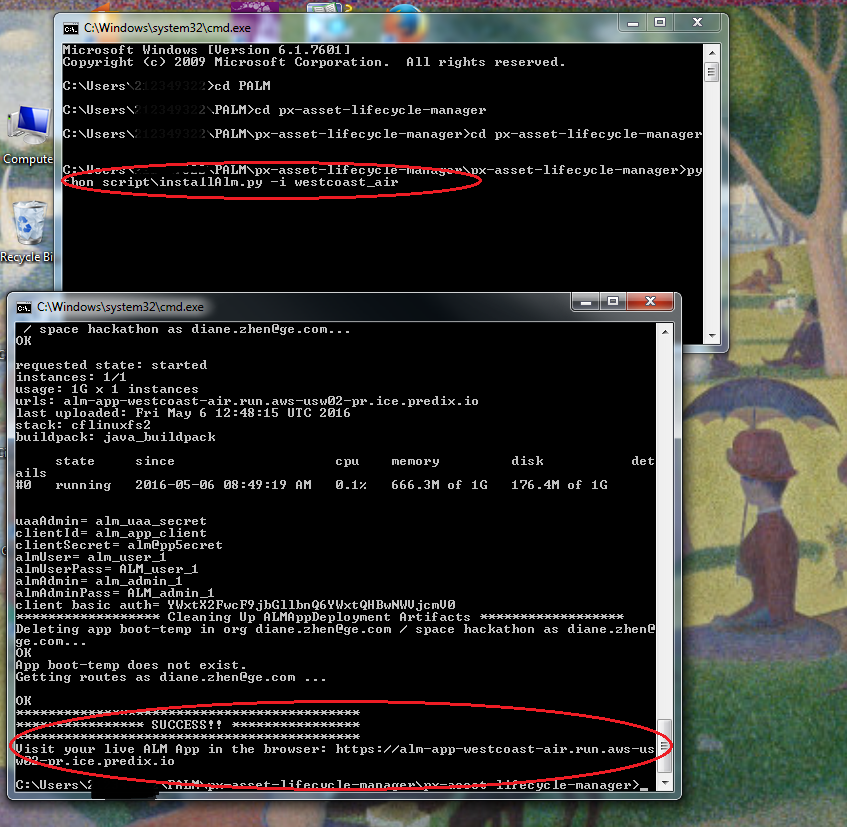 C:\Windows\system32\cmd.exe
Microsoft Windows [Version 6.1.7601]
Copyright (c) 2009 Microsoft Corporation. All rights reserved.
C:\Users\212349322>cd PALM
C:\Users\212349322\PALM>cd px-asset-lifecycle-manager
C:\Users\212349322\PALM\px-asset-lifecycle-manager>cd px-asset-lifecycle-manager
C:\Users\ \PALM\px-asset-lifecycle-manager\px-asset-lifecycle-manager>py
thon script\installAlm.py -i westcoast_air
Compute
Recycle Bi
C:\Windows\system32\cmd.exe
/ space hackathon as diane.zhen@ge.com...
OK
requested state: started
instances: 1/1
usage: 1G x 1 instances
urls: alm-app-westcoast-air.run.aws-usw02-pr.ice.predix.io
last uploaded: Fri May 6 12:48:15 UTC 2016
stack: cflinuxfs2
buildpack: java_buildpack
state since cpu memory disk det
ails
#0 running 2016-05-06 08:49:19 AM 0.1% 666.3M of 1G 176.4M of 1G
uaaAdmin= alm_uaa_secret
clientId= alm_app_client
clientSecret= alm@pp5ecret
almUser= alm_user_1
almUserPass= ALM_user_1
almAdmin= alm_admin_1
almAdminPass= ALM_admin_1
client basic auth= YWxtX2FwcF9jbGllbnQ6YWxtQHBwNWVjcmV0
****************** Cleaning Up ALMAppDeployment Artifacts ******************
Deleting app boot-temp in org diane.zhen@ge.com / space hackathon as diane.zhen@
ge.com...
OK
App boot-temp does not exist.
Getting routes as diane.zhen@ge.com ...
OK
*******************************************
**************** SUCCESS!! ****************
*******************************************
Visit your live ALM App in the browser: https://alm-app-westcoast-air.run.aws-us
w02-pr.ice.predix.io
C:\Users\2 \PALM\px-asset-lifecycle-manager\px-asset-lifecycle-manager>_